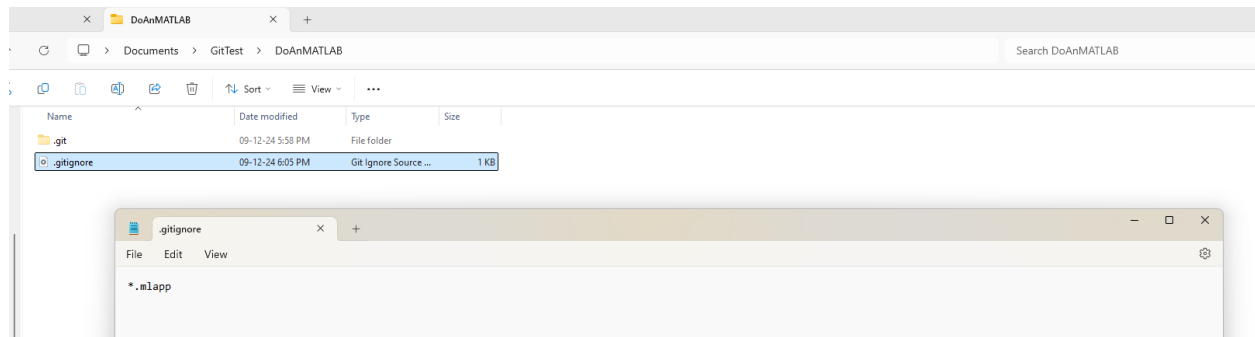 DoAnMATLAB
Documents > GitTest > DoAnMATLAB
Search DoAnMATLAB
Sort
View
Name
Date modified
Type
Size
.git
09-12-24 5:58 PM
File folder
.gitignore
09-12-24 6:05 PM
Git Ignore Source ...
1 KB
.gitignore
File Edit View
*.mlapp